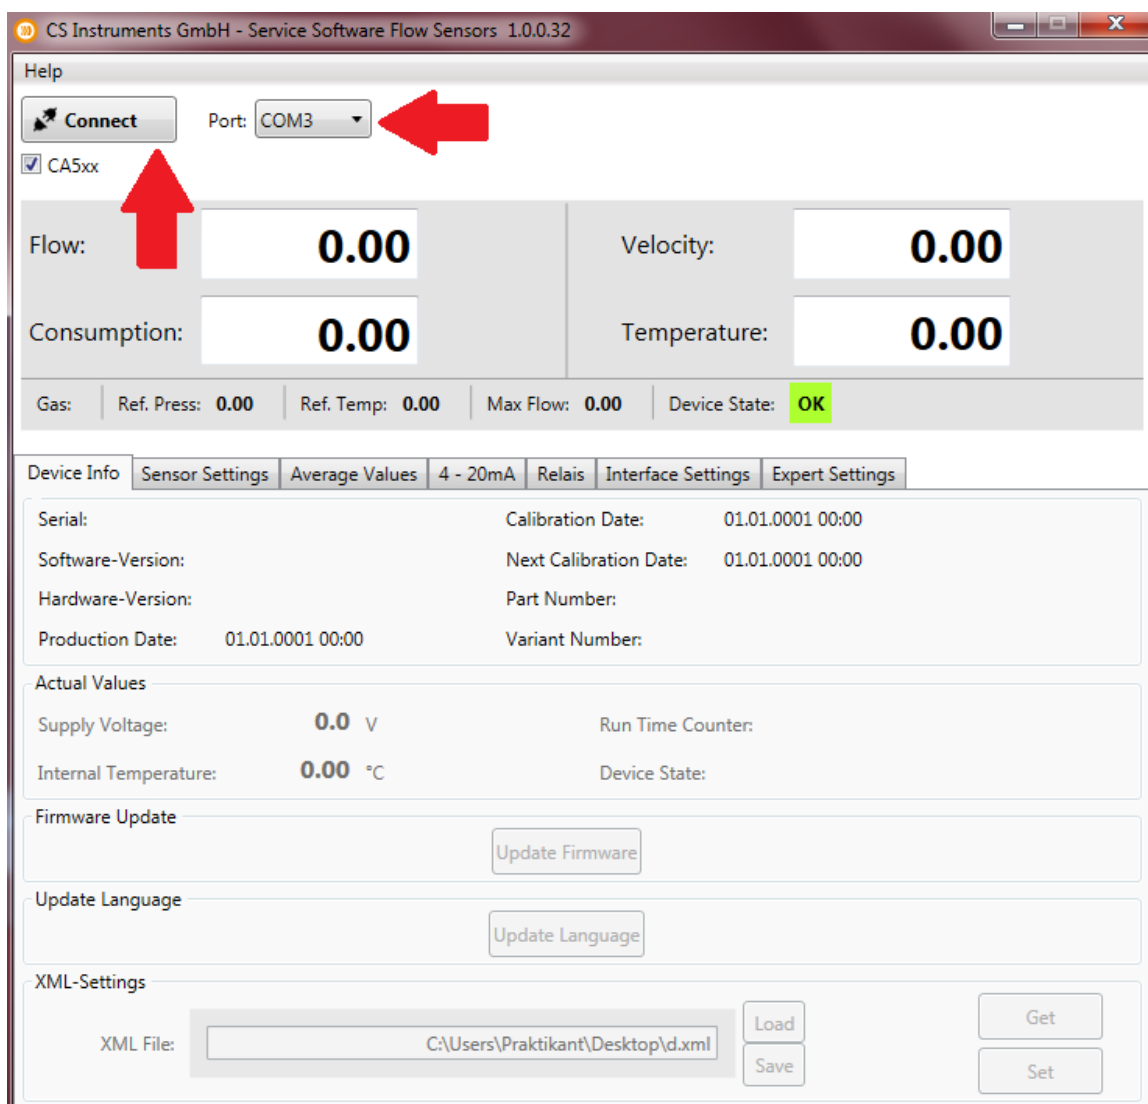 CS Instruments GmbH - Service Software Flow Sensors 1.0.0.32
Help
Connect Port: COM3
CA5xx
Flow: 0.00 Velocity: 0.00
Consumption: 0.00 Temperature: 0.00
Gas: Ref. Press: 0.00 Ref. Temp: 0.00 Max Flow: 0.00 Device State: OK
Device Info Sensor Settings Average Values 4 - 20mA Relais Interface Settings Expert Settings
Serial: Calibration Date: 01.01.0001 00:00
Software-Version: Next Calibration Date: 01.01.0001 00:00
Hardware-Version: Part Number:
Production Date: 01.01.0001 00:00 Variant Number:
Actual Values
Supply Voltage: 0.0 V Run Time Counter:
Internal Temperature: 0.00 °C Device State:
Firmware Update
Update Firmware
Update Language
Update Language
XML-Settings
XML File: C:\Users\Praktikant\Desktop\d.xml Load Get
Save Set